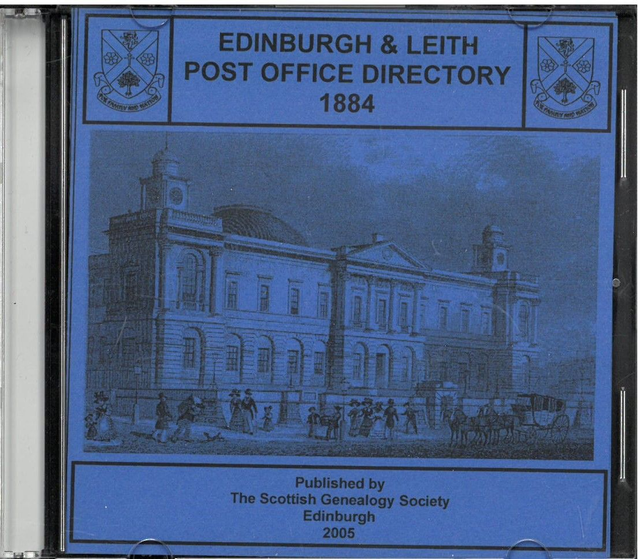 EDINBURGH & LEITH
POST OFFICE DIRECTORY
1884
Published by
The Scottish Genealogy Society
Edinburgh
2005